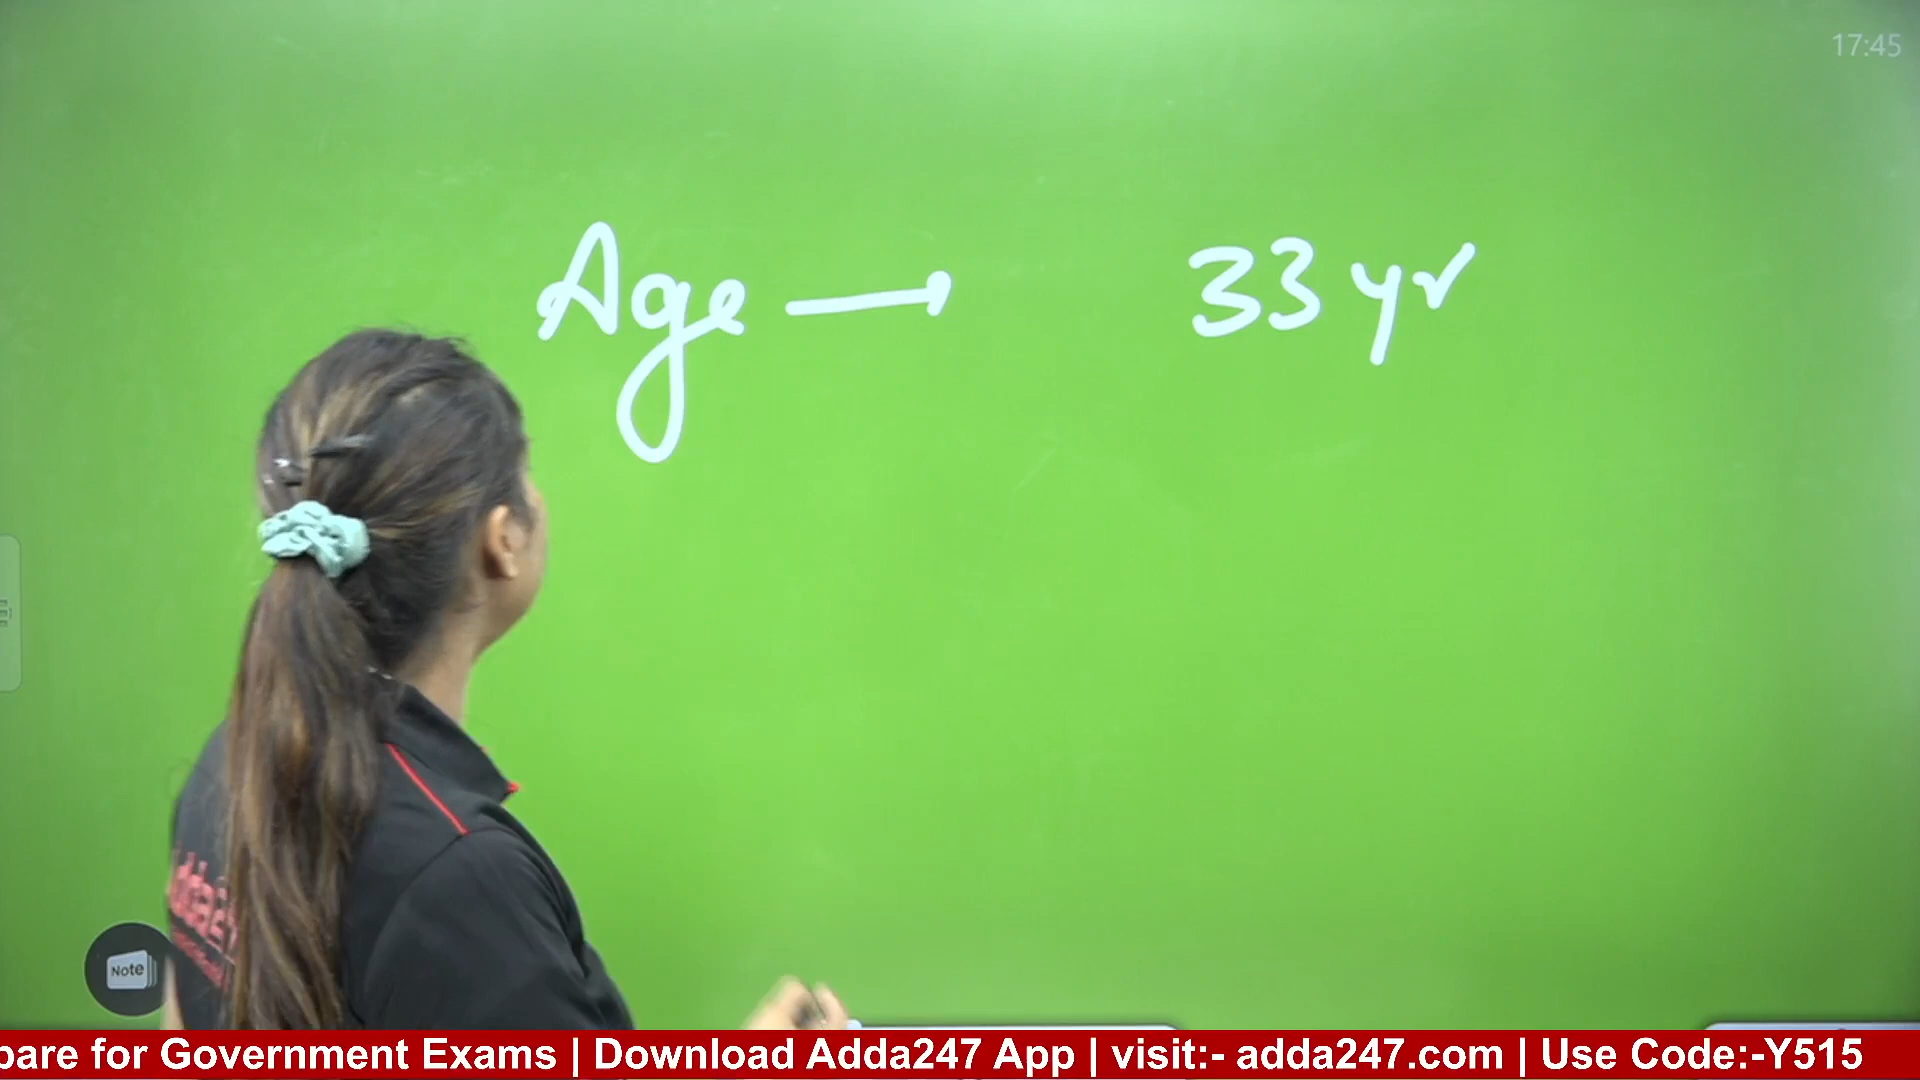 17:45
Age → 33 yr
Note
pare for Government Exams | Download Adda247 App | visit:- adda247.com | Use Code:-Y515